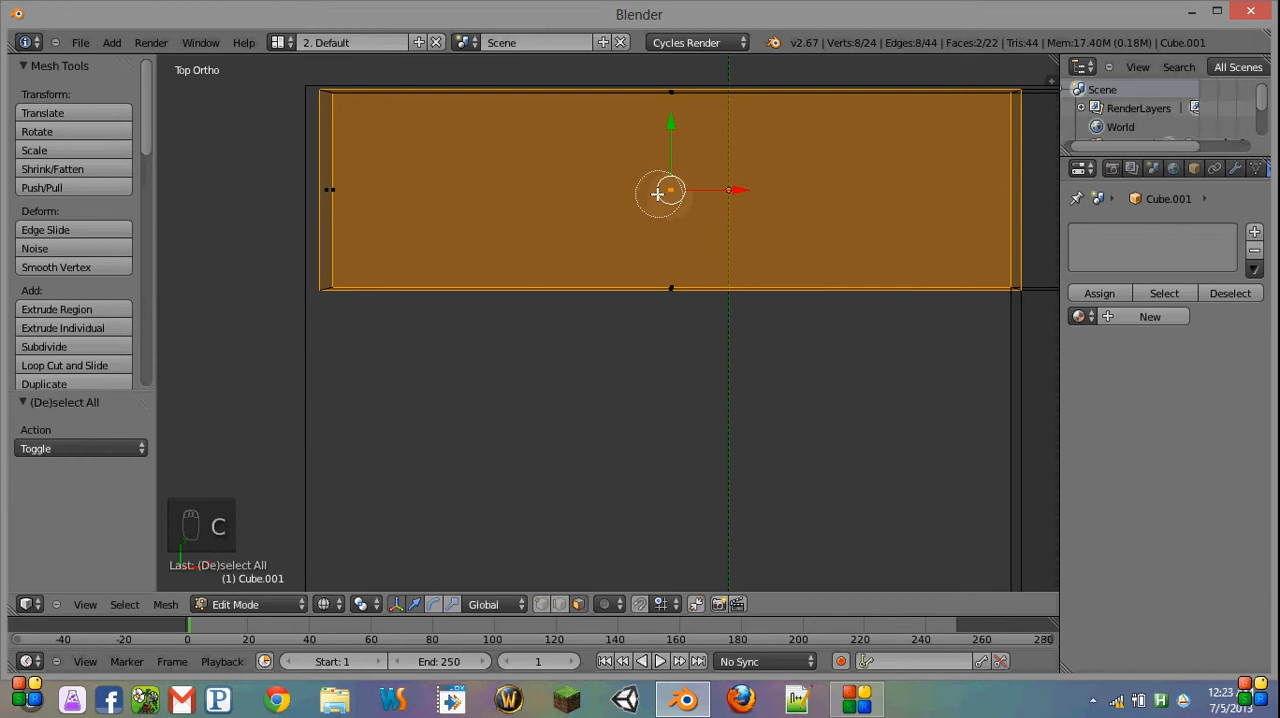 Blender
File Add Render Window Help 2. Default Scene Cycles Render v2.67 | Verts:8/24 | Edges:8/44 | Faces:2/22 | Tris:44 | Mem:17.40M (0.18M) | Cube.001
Mesh Tools
Transform:
Translate
Rotate
Scale
Shrink/Fatten
Push/Pull
Deform:
Edge Slide
Noise
Smooth Vertex
Add:
Extrude Region
Extrude Individual
Subdivide
Loop Cut and Slide
Duplicate
(De)select All
Action
Toggle
Top Ortho
C
Last: (De)select All
(1) Cube.001
View Search All Scenes
Scene
RenderLayers
World
Cube.001
Assign Select Deselect
New
View Select Mesh Edit Mode Global
-40 -20 0 20 40 60 80 100 120 140 160 180 200 220 240 260 280
View Marker Frame Playback Start: 1 End: 250 1 No Sync
12:23
7/5/2013